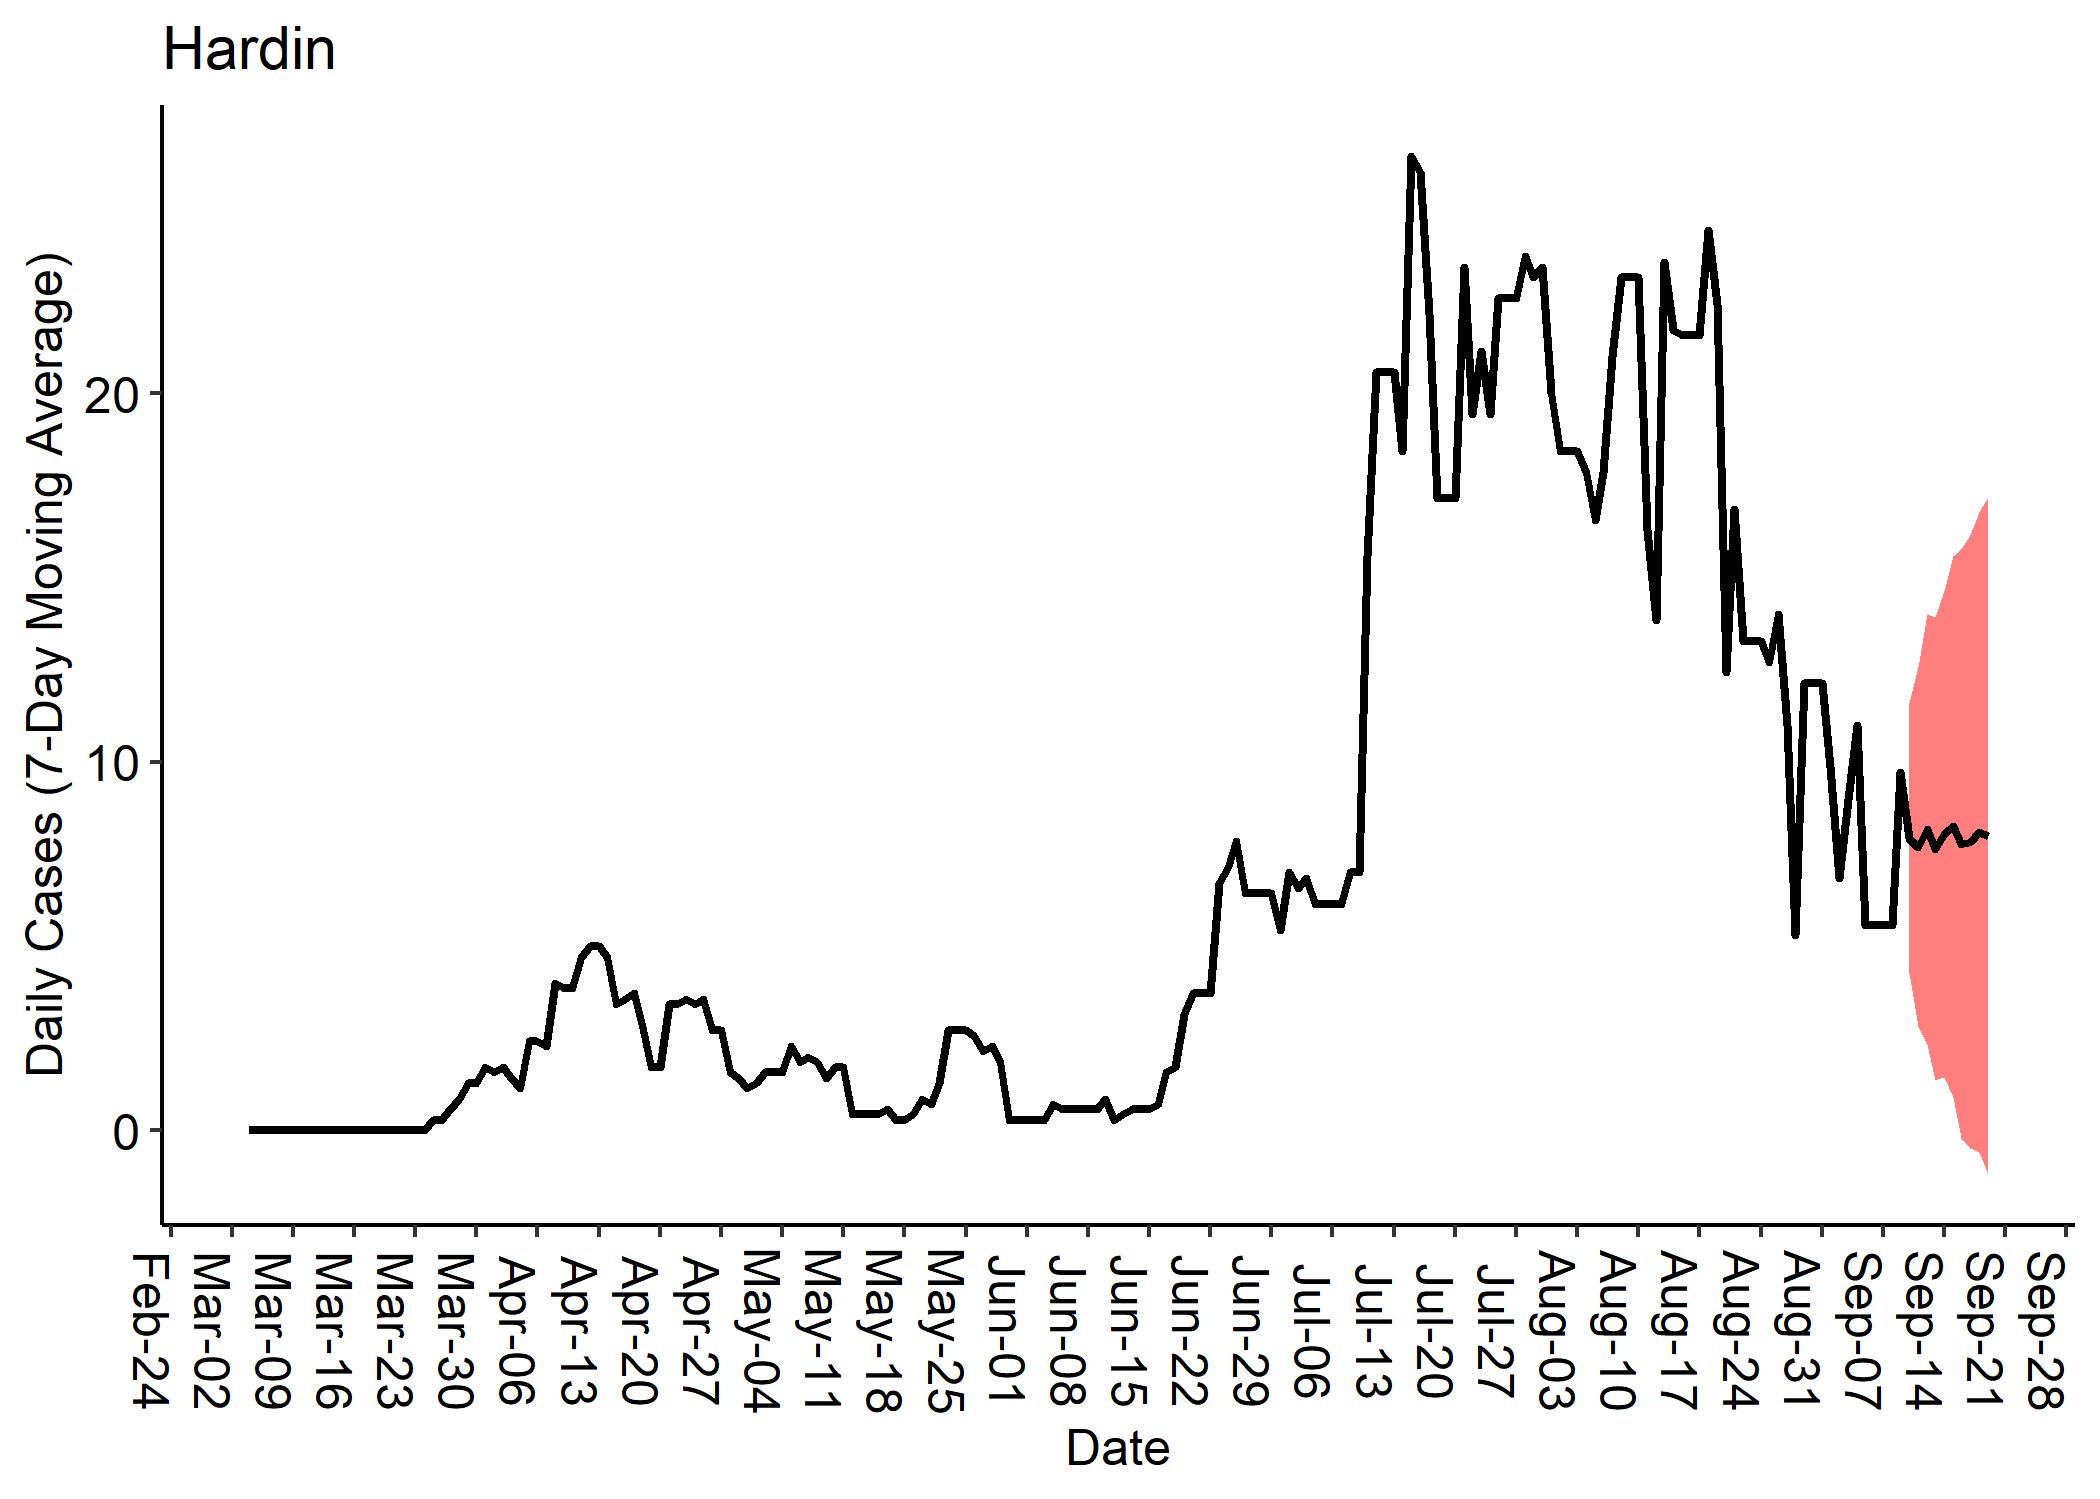 Hardin
Daily Cases (7-Day Moving Average)
20
10
0
Feb-24
Mar-02
Mar-09
Mar-16
Mar-23
Mar-30
Apr-06
Apr-13
Apr-20
Apr-27
May-04
May-11
May-18
May-25
Jun-01
Jun-08
Jun-15
Jun-22
Jun-29
Jul-06
Jul-13
Jul-20
Jul-27
Aug-03
Aug-10
Aug-17
Aug-24
Aug-31
Sep-07
Sep-14
Sep-21
Sep-28
Date